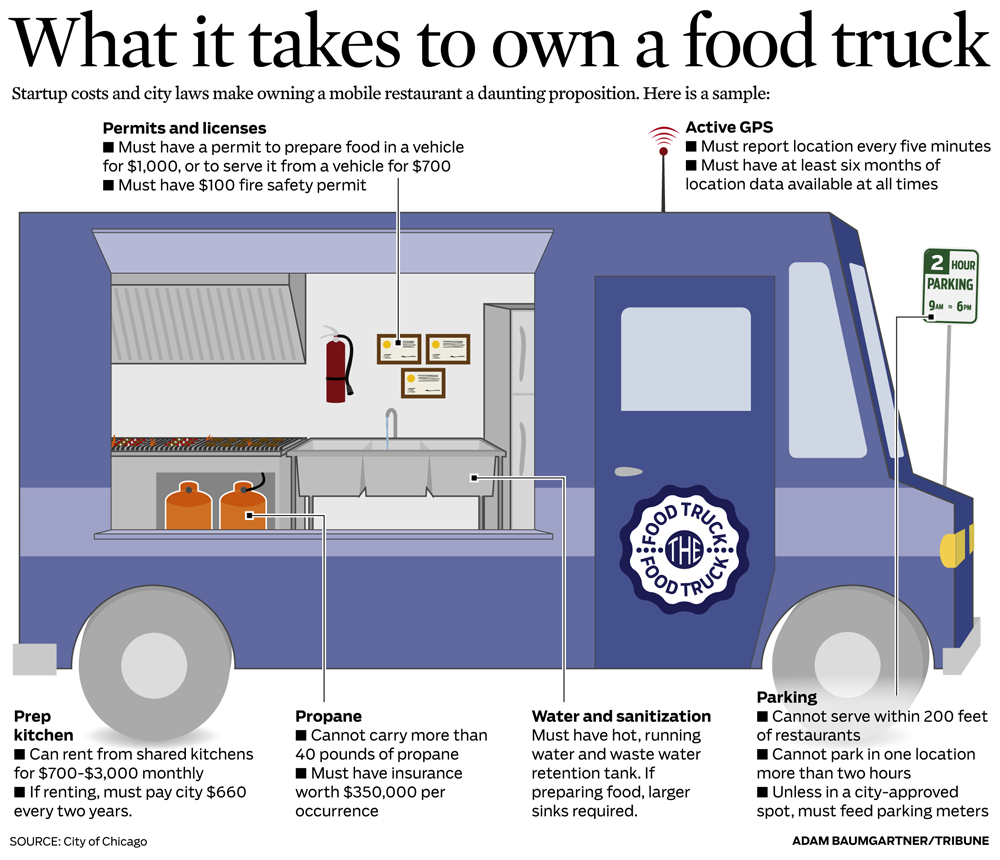 What it takes to own a food truck
Startup costs and city laws make owning a mobile restaurant a daunting proposition. Here is a sample:
Permits and licenses
■ Must have a permit to prepare food in a vehicle
for $1,000, or to serve it from a vehicle for $700
■ Must have $100 fire safety permit
Active GPS
■ Must report location every five minutes
■ Must have at least six months of
location data available at all times
2 HOUR
PARKING
9AM TO 6PM
FOOD TRUCK
THE
FOOD TRUCK
Prep
kitchen
■ Can rent from shared kitchens
for $700-$3,000 monthly
■ If renting, must pay city $660
every two years.
Propane
■ Cannot carry more than
40 pounds of propane
■ Must have insurance
worth $350,000 per
occurrence
Water and sanitization
Must have hot, running
water and waste water
retention tank. If
preparing food, larger
sinks required.
Parking
■ Cannot serve within 200 feet
of restaurants
■ Cannot park in one location
more than two hours
■ Unless in a city-approved
spot, must feed parking meters
SOURCE: City of Chicago
ADAM BAUMGARTNER/TRIBUNE